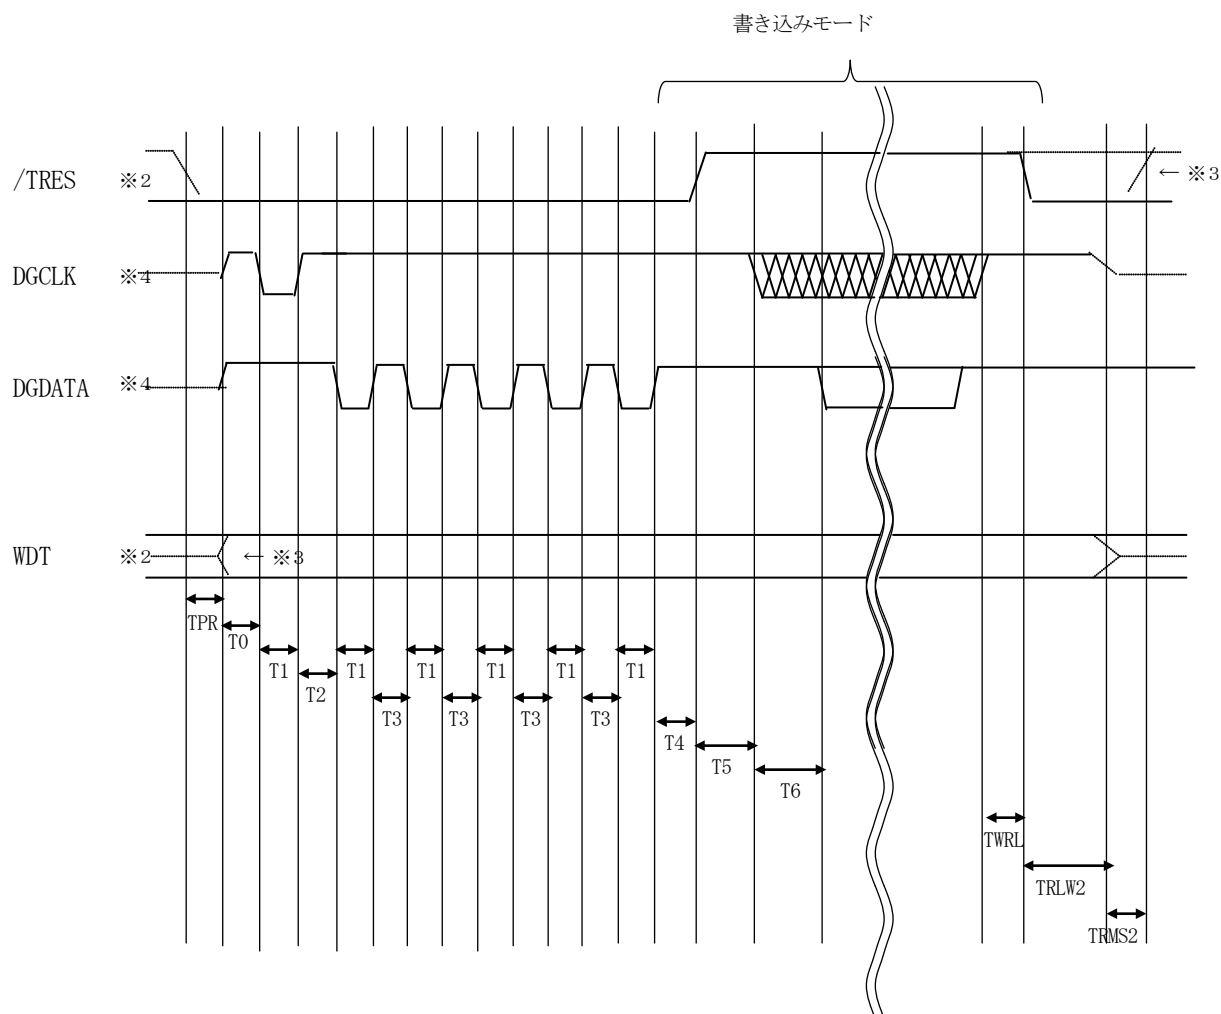 書き込みモード
/TRES ※2 ← ※3
DGCLK ※4
DGDATA ※4
WDT ※2 ← ※3
TPR
T0
T1 T1 T1 T1 T1 T1
T2
T3 T3 T3 T3
T4
T5
T6
TWRL
TRLW2
TRMS2